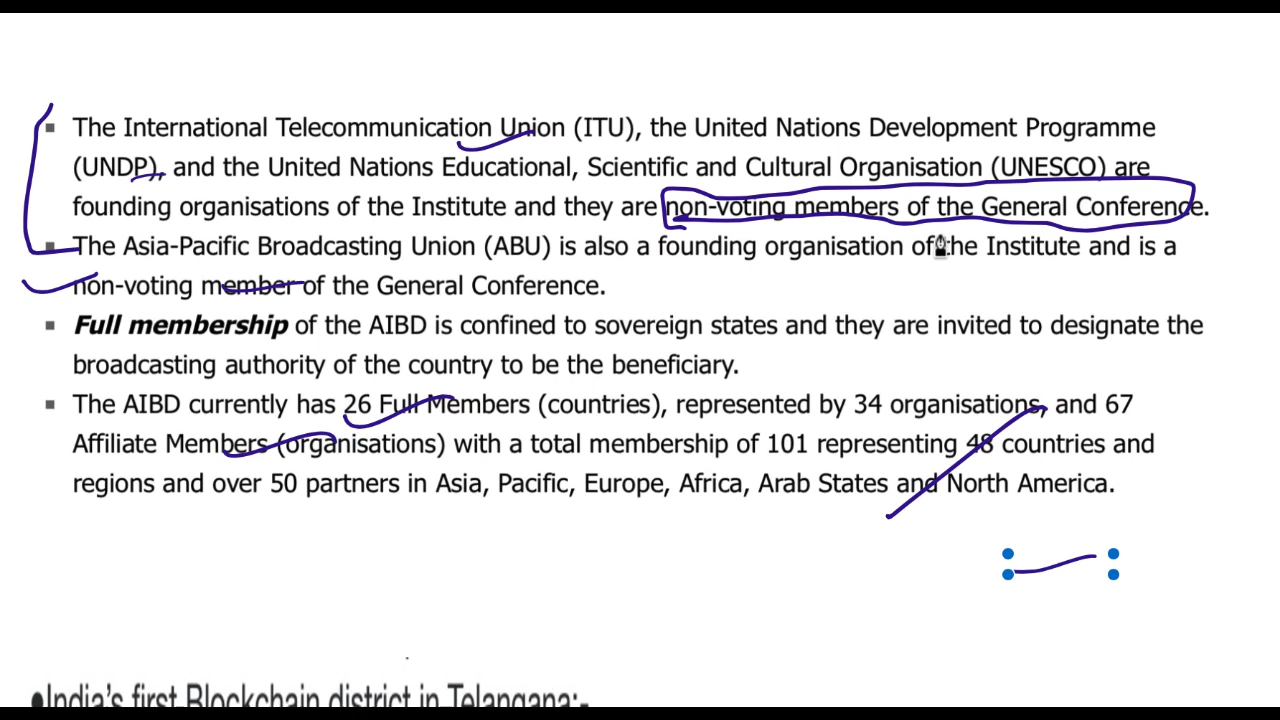 ▪ The International Telecommunication Union (ITU), the United Nations Development Programme
(UNDP), and the United Nations Educational, Scientific and Cultural Organisation (UNESCO) are
founding organisations of the Institute and they are non-voting members of the General Conference.
▪ The Asia-Pacific Broadcasting Union (ABU) is also a founding organisation of the Institute and is a
non-voting member of the General Conference.
▪ Full membership of the AIBD is confined to sovereign states and they are invited to designate the
broadcasting authority of the country to be the beneficiary.
▪ The AIBD currently has 26 Full Members (countries), represented by 34 organisations, and 67
Affiliate Members (organisations) with a total membership of 101 representing 48 countries and
regions and over 50 partners in Asia, Pacific, Europe, Africa, Arab States and North America.
●India's first Blockchain district in Telangana:-